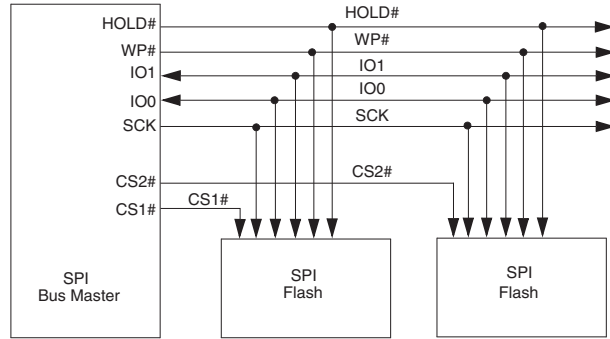 HOLD# HOLD#
WP# WP#
IO1 IO1
IO0 IO0
SCK SCK
CS2# CS2#
CS1# CS1#
SPI
Bus Master
SPI
Flash
SPI
Flash